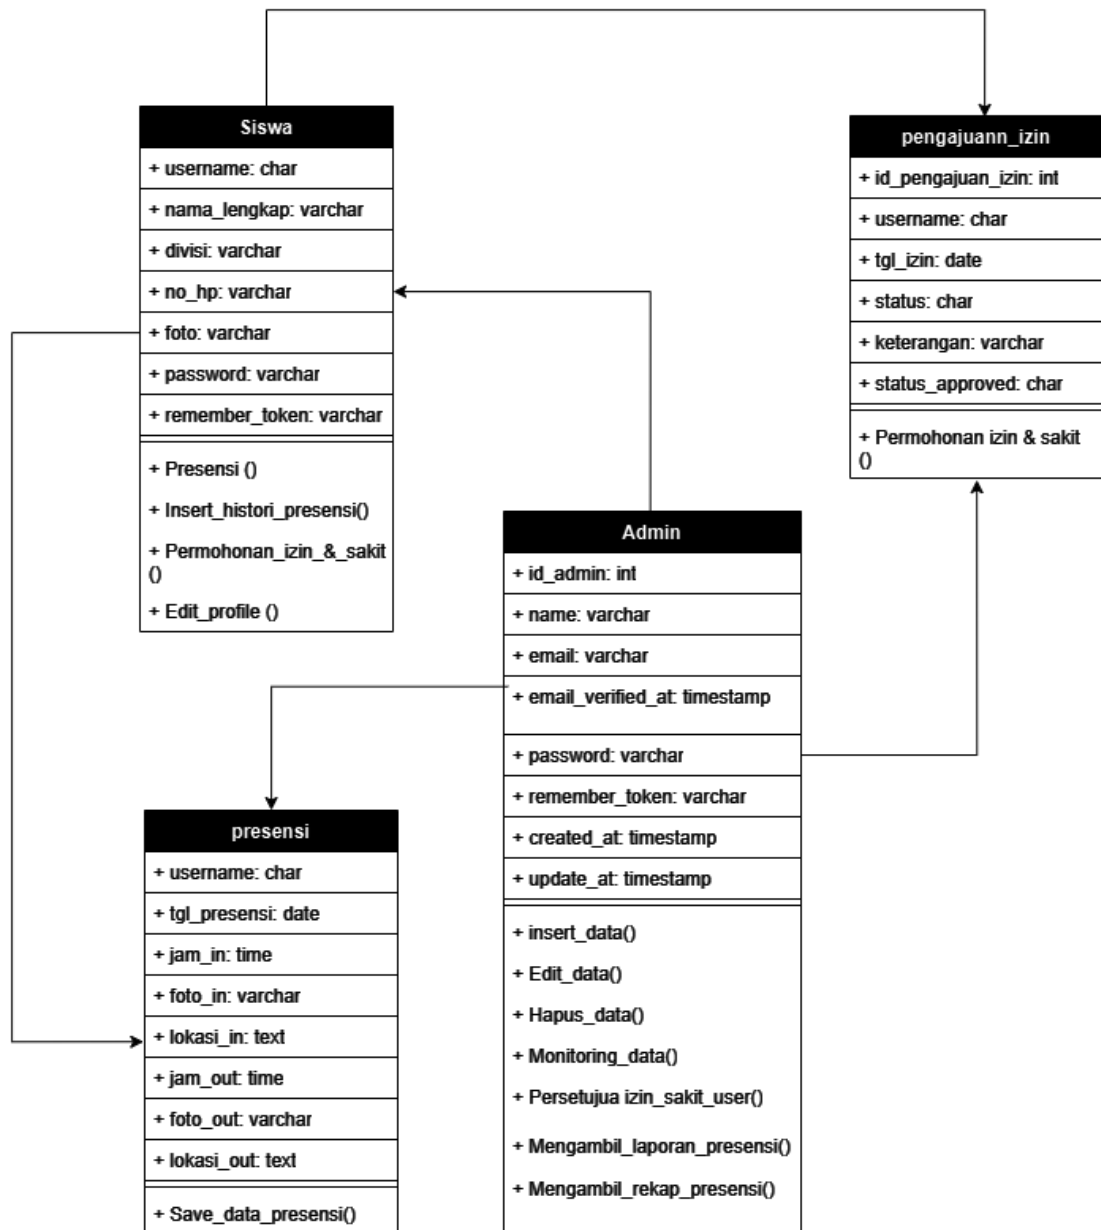 Siswa
+ username: char
+ nama_lengkap: varchar
+ divisi: varchar
+ no_hp: varchar
+ foto: varchar
+ password: varchar
+ remember_token: varchar
+ Presensi ()
+ Insert_histori_presensi()
+ Permohonan_izin_&_sakit
()
+ Edit_profile ()
pengajuann_izin
+ id_pengajuan_izin: int
+ username: char
+ tgl_izin: date
+ status: char
+ keterangan: varchar
+ status_approved: char
+ Permohonan izin & sakit
()
Admin
+ id_admin: int
+ name: varchar
+ email: varchar
+ email_verified_at: timestamp
+ password: varchar
+ remember_token: varchar
+ created_at: timestamp
+ update_at: timestamp
+ insert_data()
+ Edit_data()
+ Hapus_data()
+ Monitoring_data()
+ Persetujua izin_sakit_user()
+ Mengambil_laporan_presensi()
+ Mengambil_rekap_presensi()
presensi
+ username: char
+ tgl_presensi: date
+ jam_in: time
+ foto_in: varchar
+ lokasi_in: text
+ jam_out: time
+ foto_out: varchar
+ lokasi_out: text
+ Save_data_presensi()